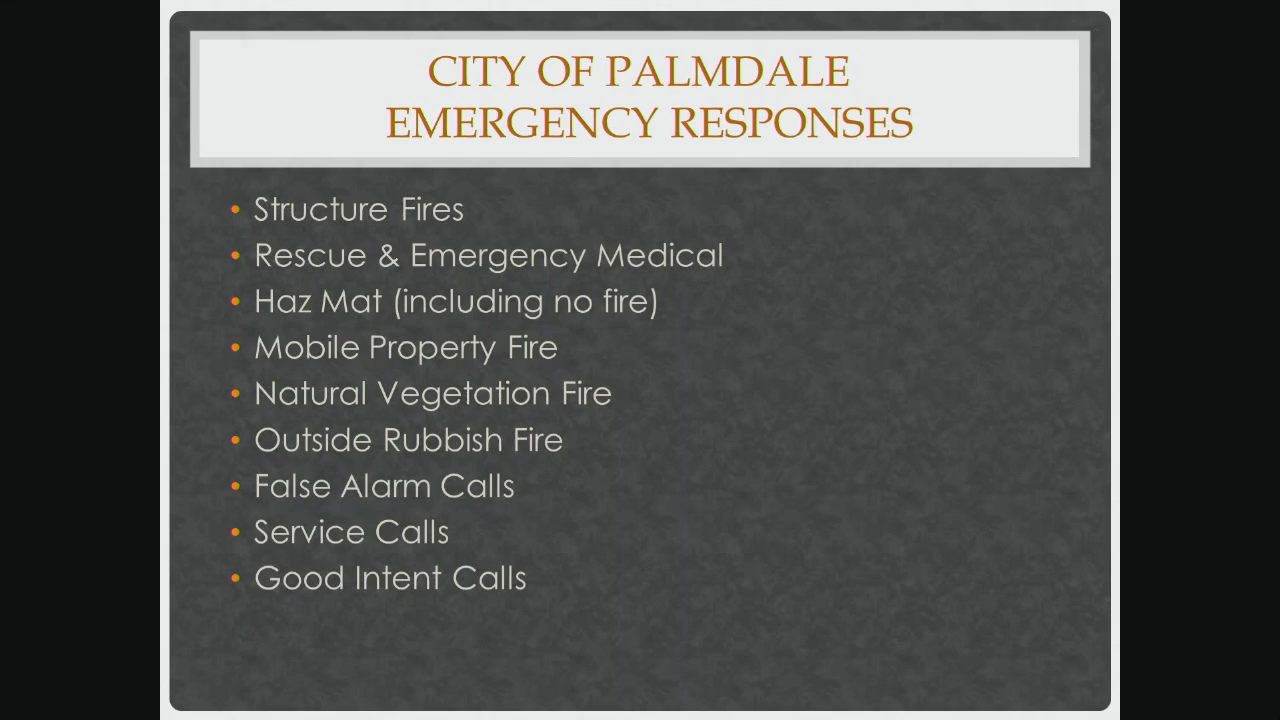 CITY OF PALMDALE
EMERGENCY RESPONSES
• Structure Fires
• Rescue & Emergency Medical
• Haz Mat (including no fire)
• Mobile Property Fire
• Natural Vegetation Fire
• Outside Rubbish Fire
• False Alarm Calls
• Service Calls
• Good Intent Calls